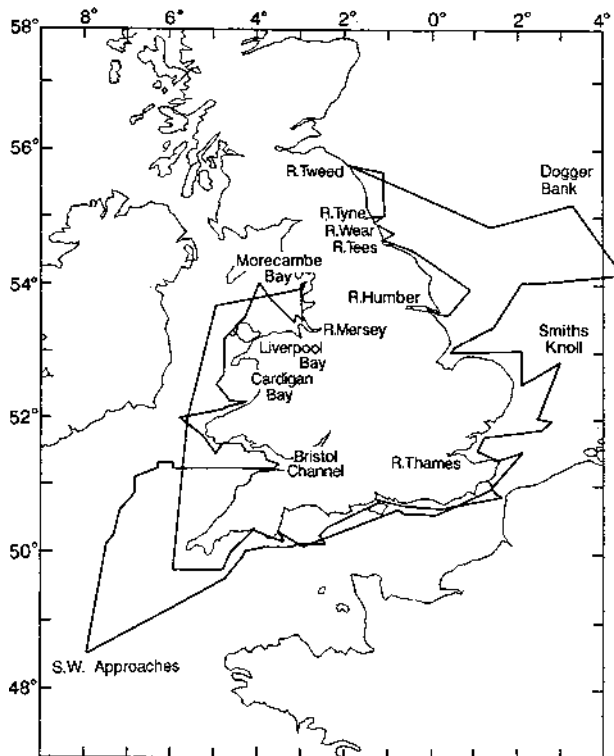 8° 6° 4° 2° 0° 2° 4°
58°
56°
54°
52°
50°
48°
R.Tweed
Dogger
Bank
R.Tyne
R.Wear
R.Tees
Morecambe
Bay
R.Humber
R.Mersey
Smiths
Knoll
Liverpool
Bay
Cardigan
Bay
Bristol
Channel
R.Thames
S.W. Approaches